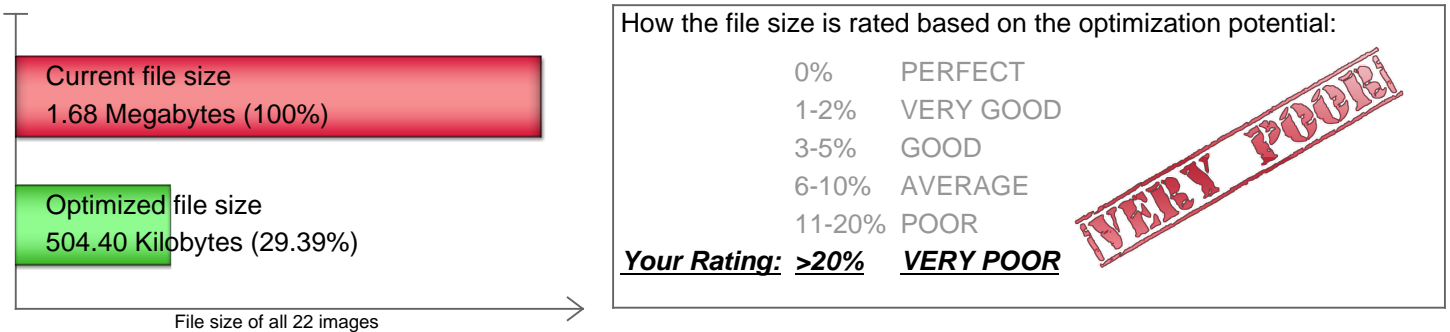 Current file size
1.68 Megabytes (100%)
Optimized file size
504.40 Kilobytes (29.39%)
File size of all 22 images
How the file size is rated based on the optimization potential:
0% PERFECT
1-2% VERY GOOD
3-5% GOOD
6-10% AVERAGE
11-20% POOR
Your Rating: >20% VERY POOR
VERY POOR